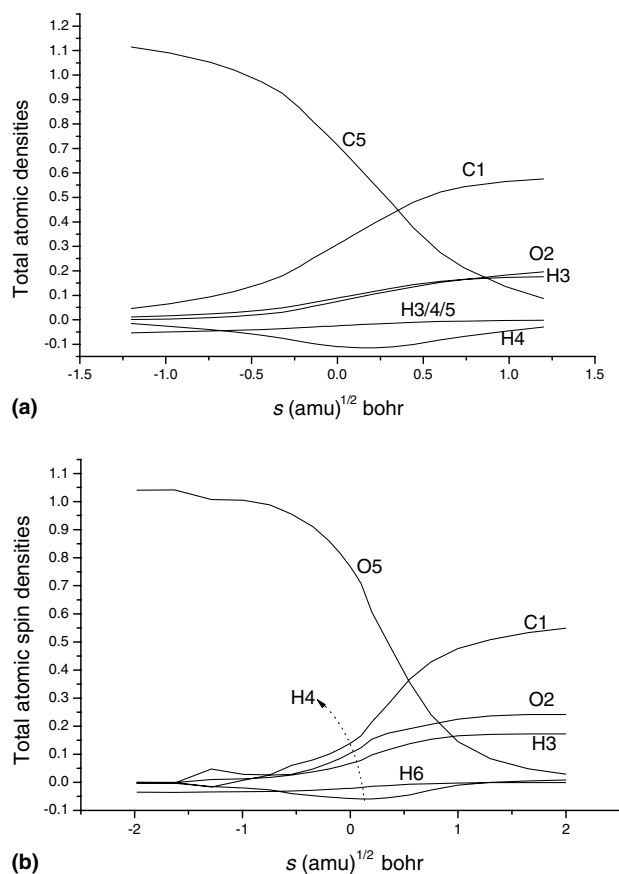 1.2
1.1
1.0
0.9
0.8
0.7
0.6
0.5
0.4
0.3
0.2
0.1
0.0
-0.1
Total atomic densities
C5
C1
O2
H3
H3/4/5
H4
-1.5 -1.0 -0.5 0.0 0.5 1.0 1.5
(a) s (amu)1/2 bohr
1.1
1.0
0.9
0.8
0.7
0.6
0.5
0.4
0.3
0.2
0.1
0.0
-0.1
Total atomic spin densities
O5
C1
H4
O2
H3
H6
-2 -1 0 1 2
(b) s (amu)1/2 bohr